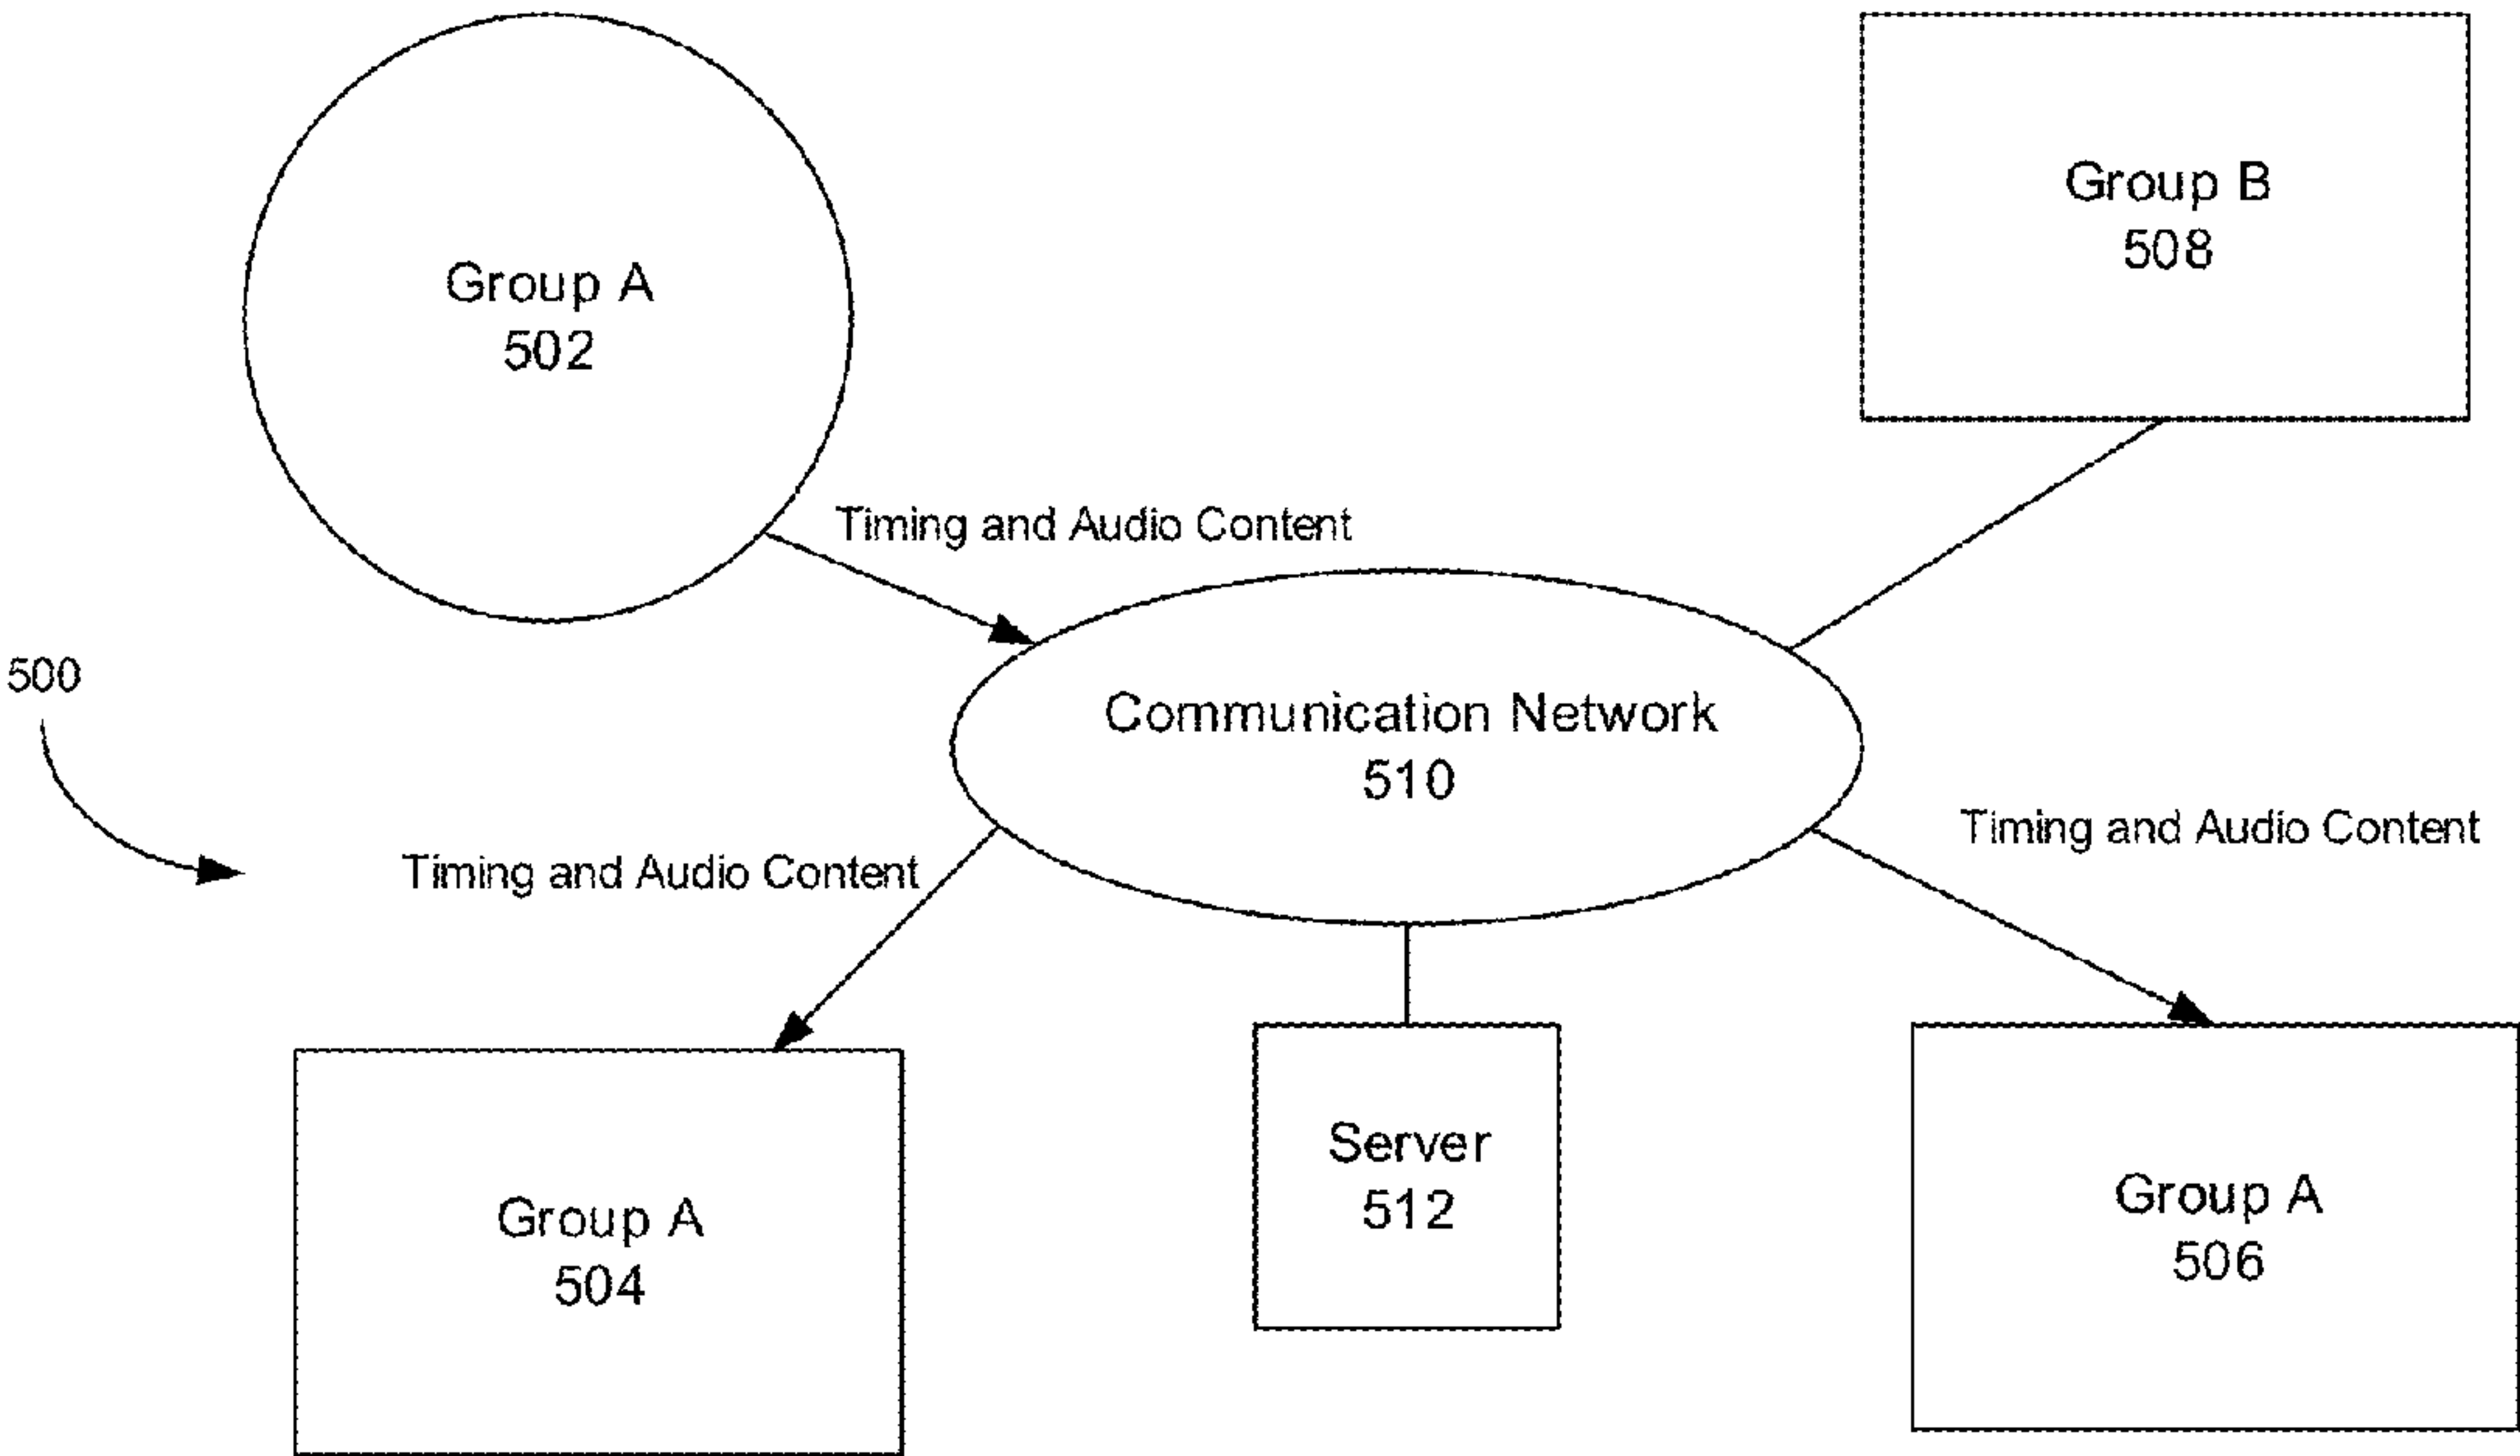 Group A
502
Group B
508
Timing and Audio Content
500
Communication Network
510
Timing and Audio Content
Timing and Audio Content
Group A
504
Server
512
Group A
506